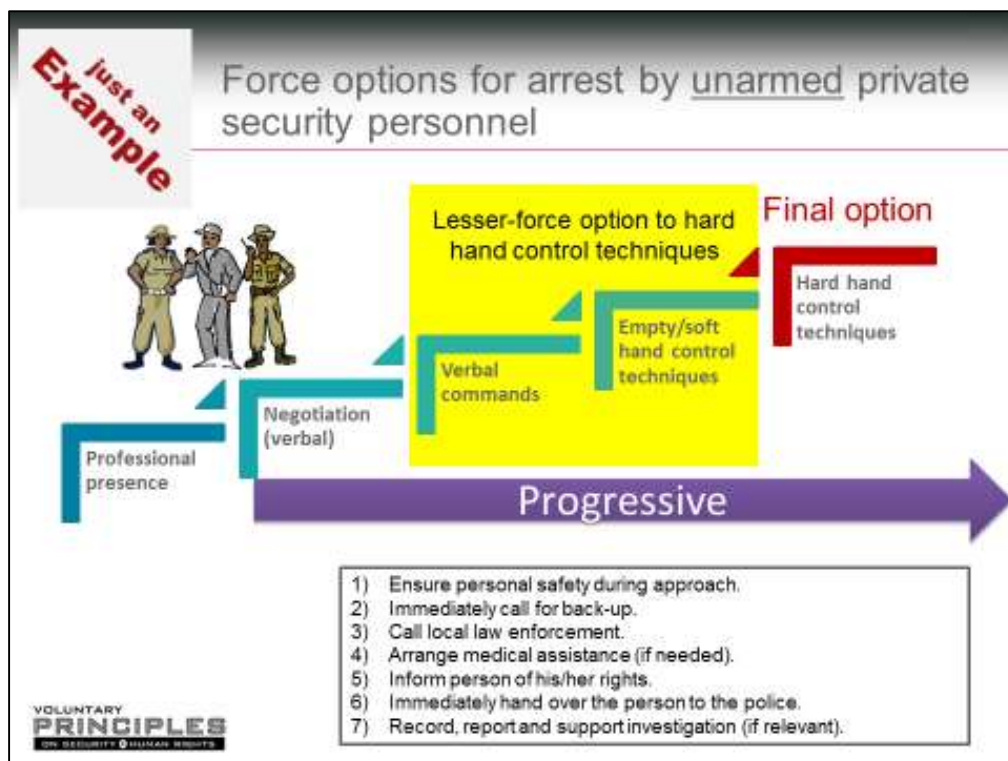 just an
Example
Force options for arrest by unarmed private
security personnel
Lesser-force option to hard
hand control techniques
Final option
Hard hand
control
techniques
Empty/soft
hand control
techniques
Verbal
commands
Negotiation
(verbal)
Professional
presence
Progressive
1) Ensure personal safety during approach.
2) Immediately call for back-up.
3) Call local law enforcement.
4) Arrange medical assistance (if needed).
5) Inform person of his/her rights.
6) Immediately hand over the person to the police.
7) Record, report and support investigation (if relevant).
VOLUNTARY
PRINCIPLES
ON SECURITY + HUMAN RIGHTS